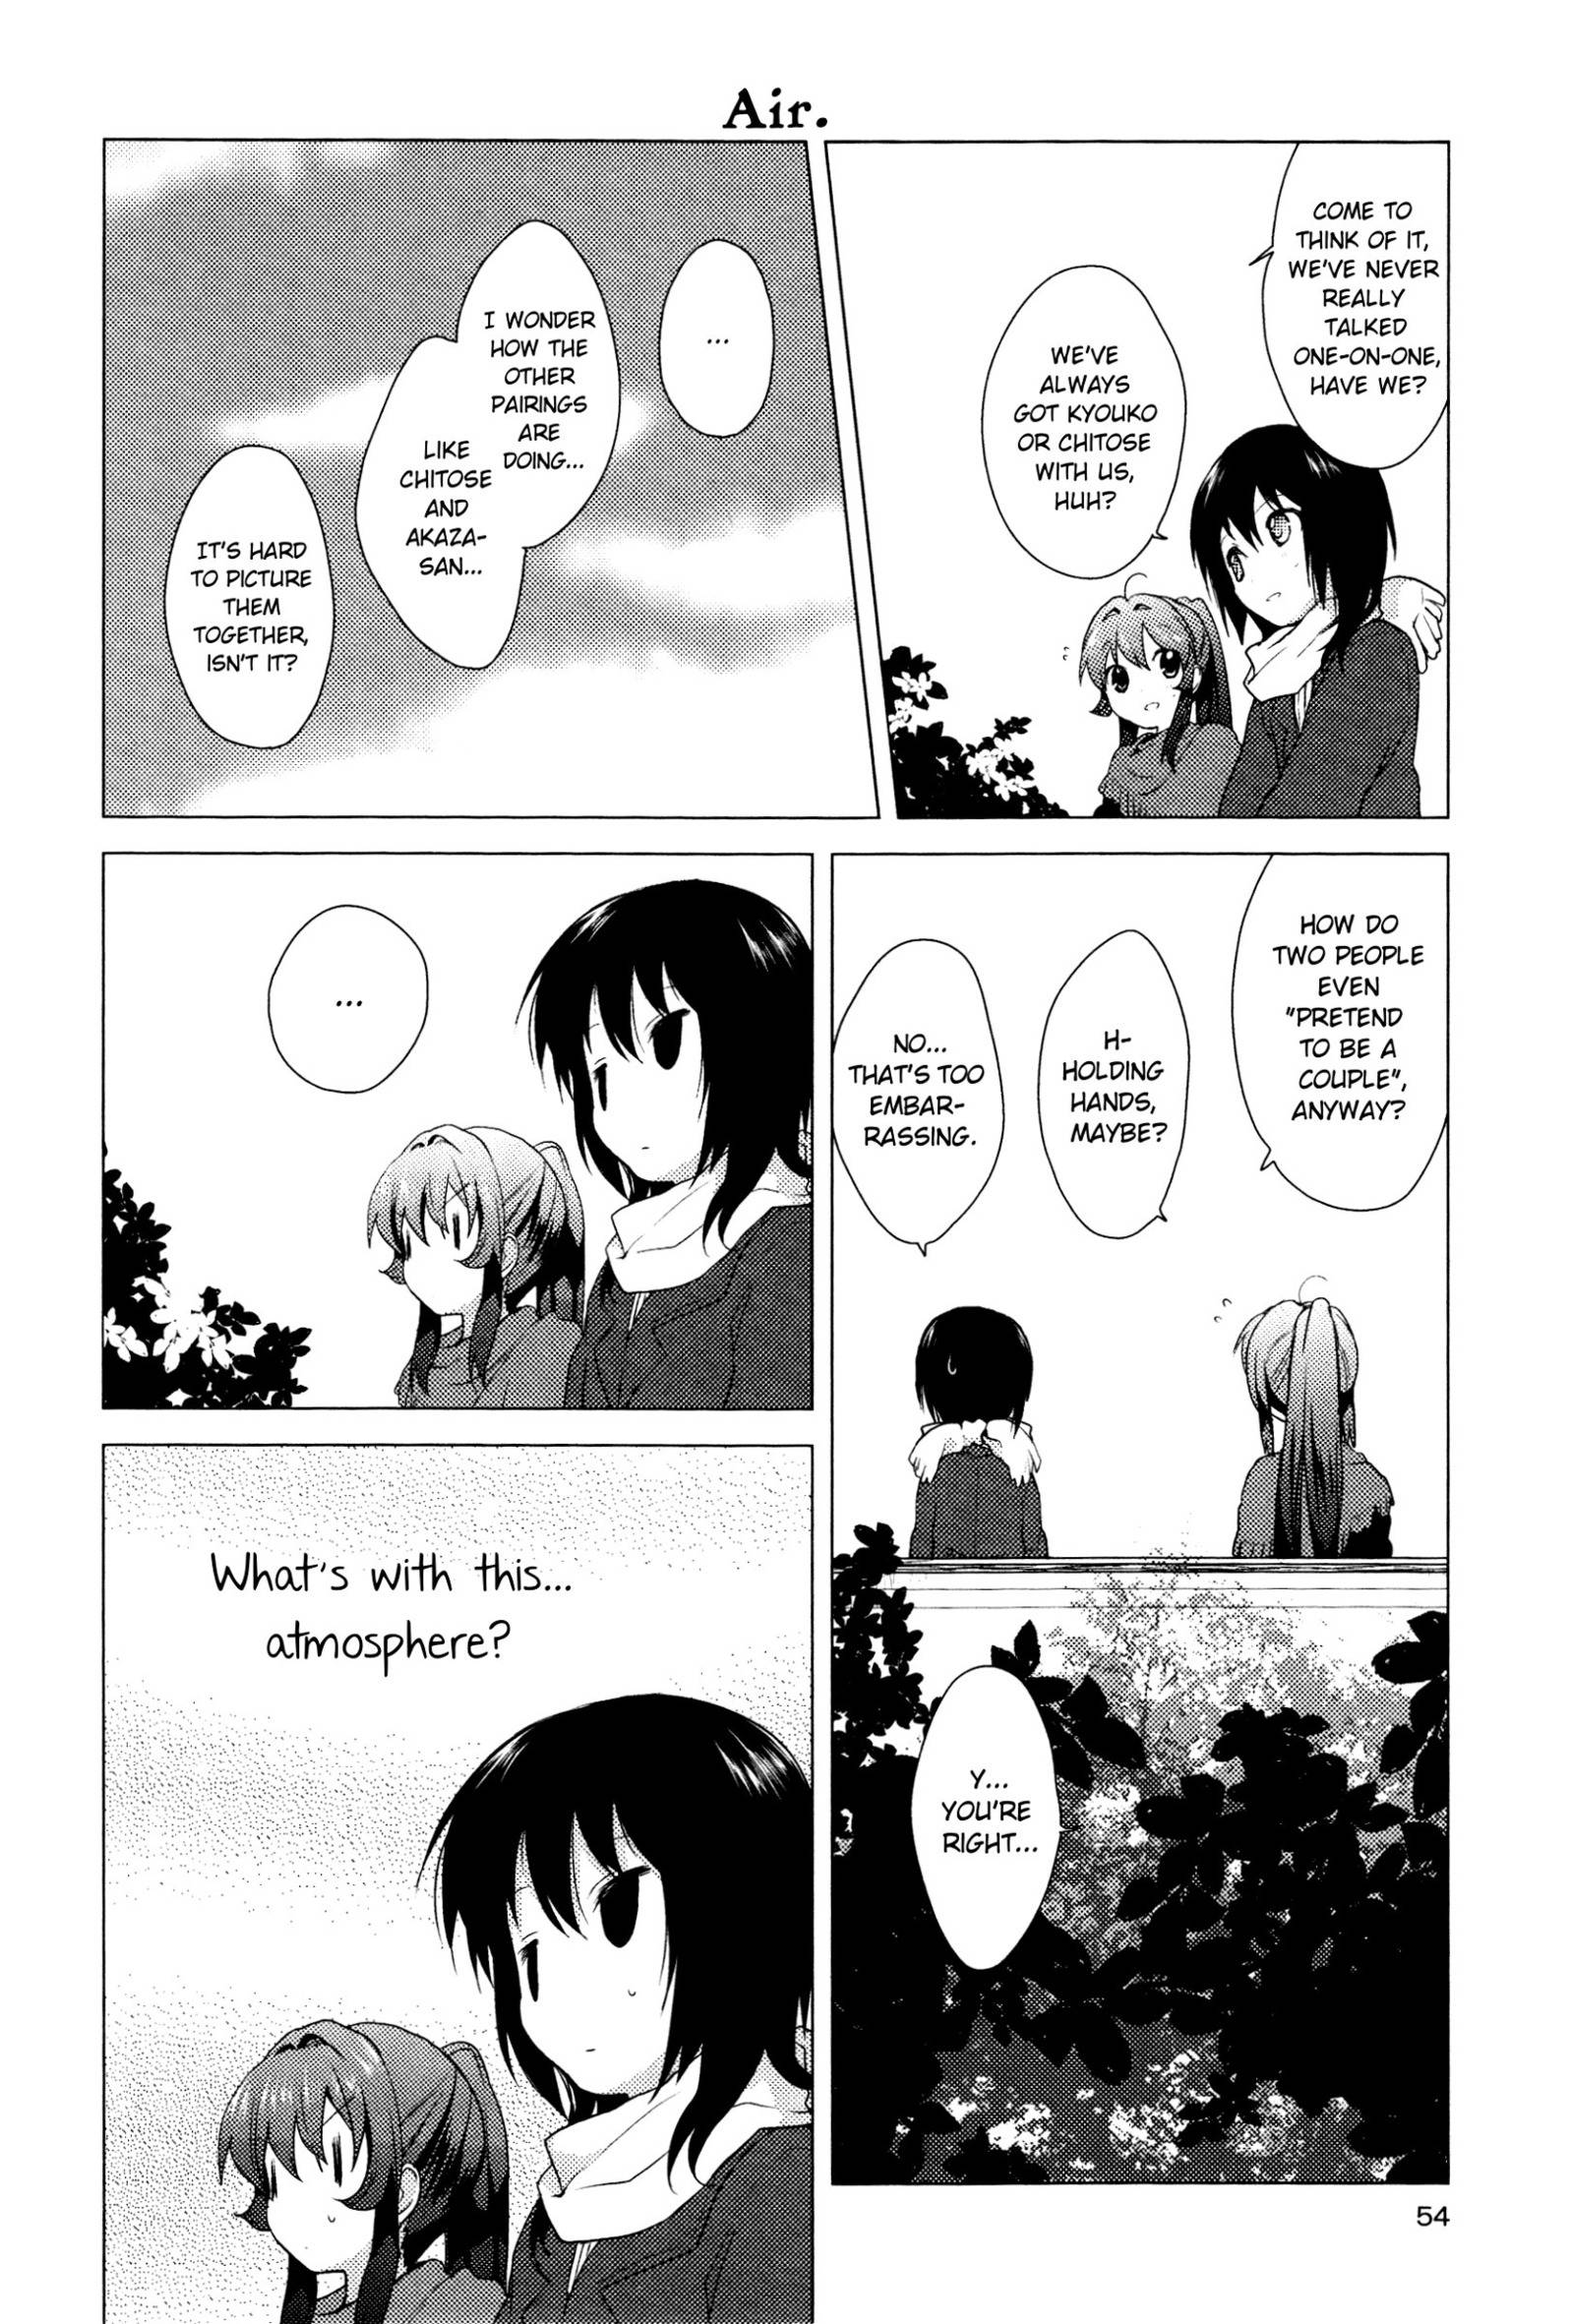 Air.
COME TO
THINK OF IT,
WE'VE NEVER
REALLY
TALKED
ONE-ON-ONE,
HAVE WE?
WE'VE
ALWAYS
GOT KYOUKO
OR CHITOSE
WITH US,
HUH?
...
I WONDER
HOW THE
OTHER
PAIRINGS
ARE
DOING...
LIKE
CHITOSE
AND
AKAZA-
SAN...
IT'S HARD
TO PICTURE
THEM
TOGETHER,
ISN'T IT?
HOW DO
TWO PEOPLE
EVEN
"PRETEND
TO BE A
COUPLE",
ANYWAY?
H-
HOLDING
HANDS,
MAYBE?
NO...
THAT'S TOO
EMBAR-
RASSING.
Y...
YOU'RE
RIGHT...
...
What's with this...
atmosphere?
54